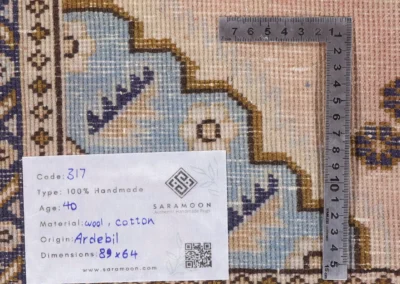 7 6 5 4 3 2 1
1 2 3 4 5 6 7 8 9 10 1 2 3 4 5
Code: 317
Type: 100% Handmade
Age: 40
Material: wool, cotton
Origin: Ardebil
Dimensions: 89x64
SARAMOON
www.saramoon.com